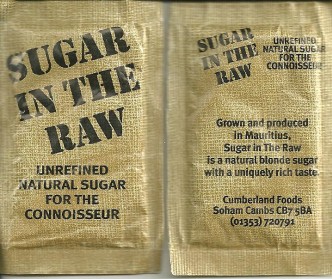 SUGAR
IN THE
RAW
UNREFINED
NATURAL SUGAR
FOR THE
CONNOISSEUR
SUGAR
IN THE
RAW
UNREFINED
NATURAL SUGAR
FOR THE
CONNOISSEUR
Grown and produced
in Mauritius,
Sugar in The Raw
is a natural blonde sugar
with a uniquely rich taste
Cumberland Foods
Soham Cambs CB7 5BA
(01353) 720791